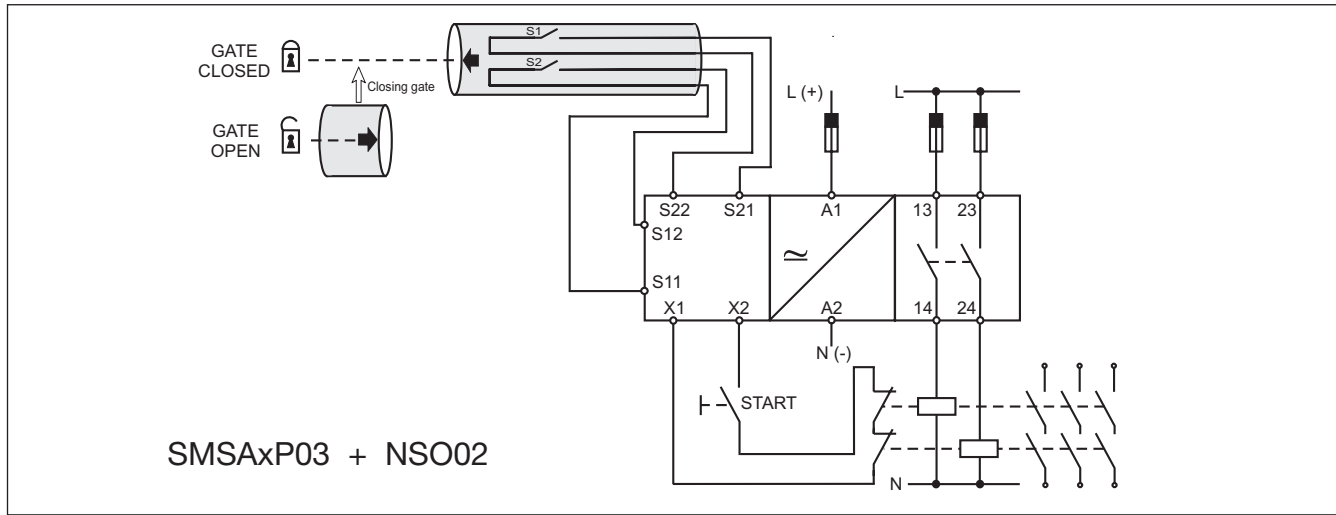 GATE
CLOSED
Closing gate
GATE
OPEN
S1
S2
L (+)
L
S22
S21
A1
13
23
S12
≃
S11
X1
X2
A2
14
24
N (-)
START
N
SMSAxP03 + NSO02